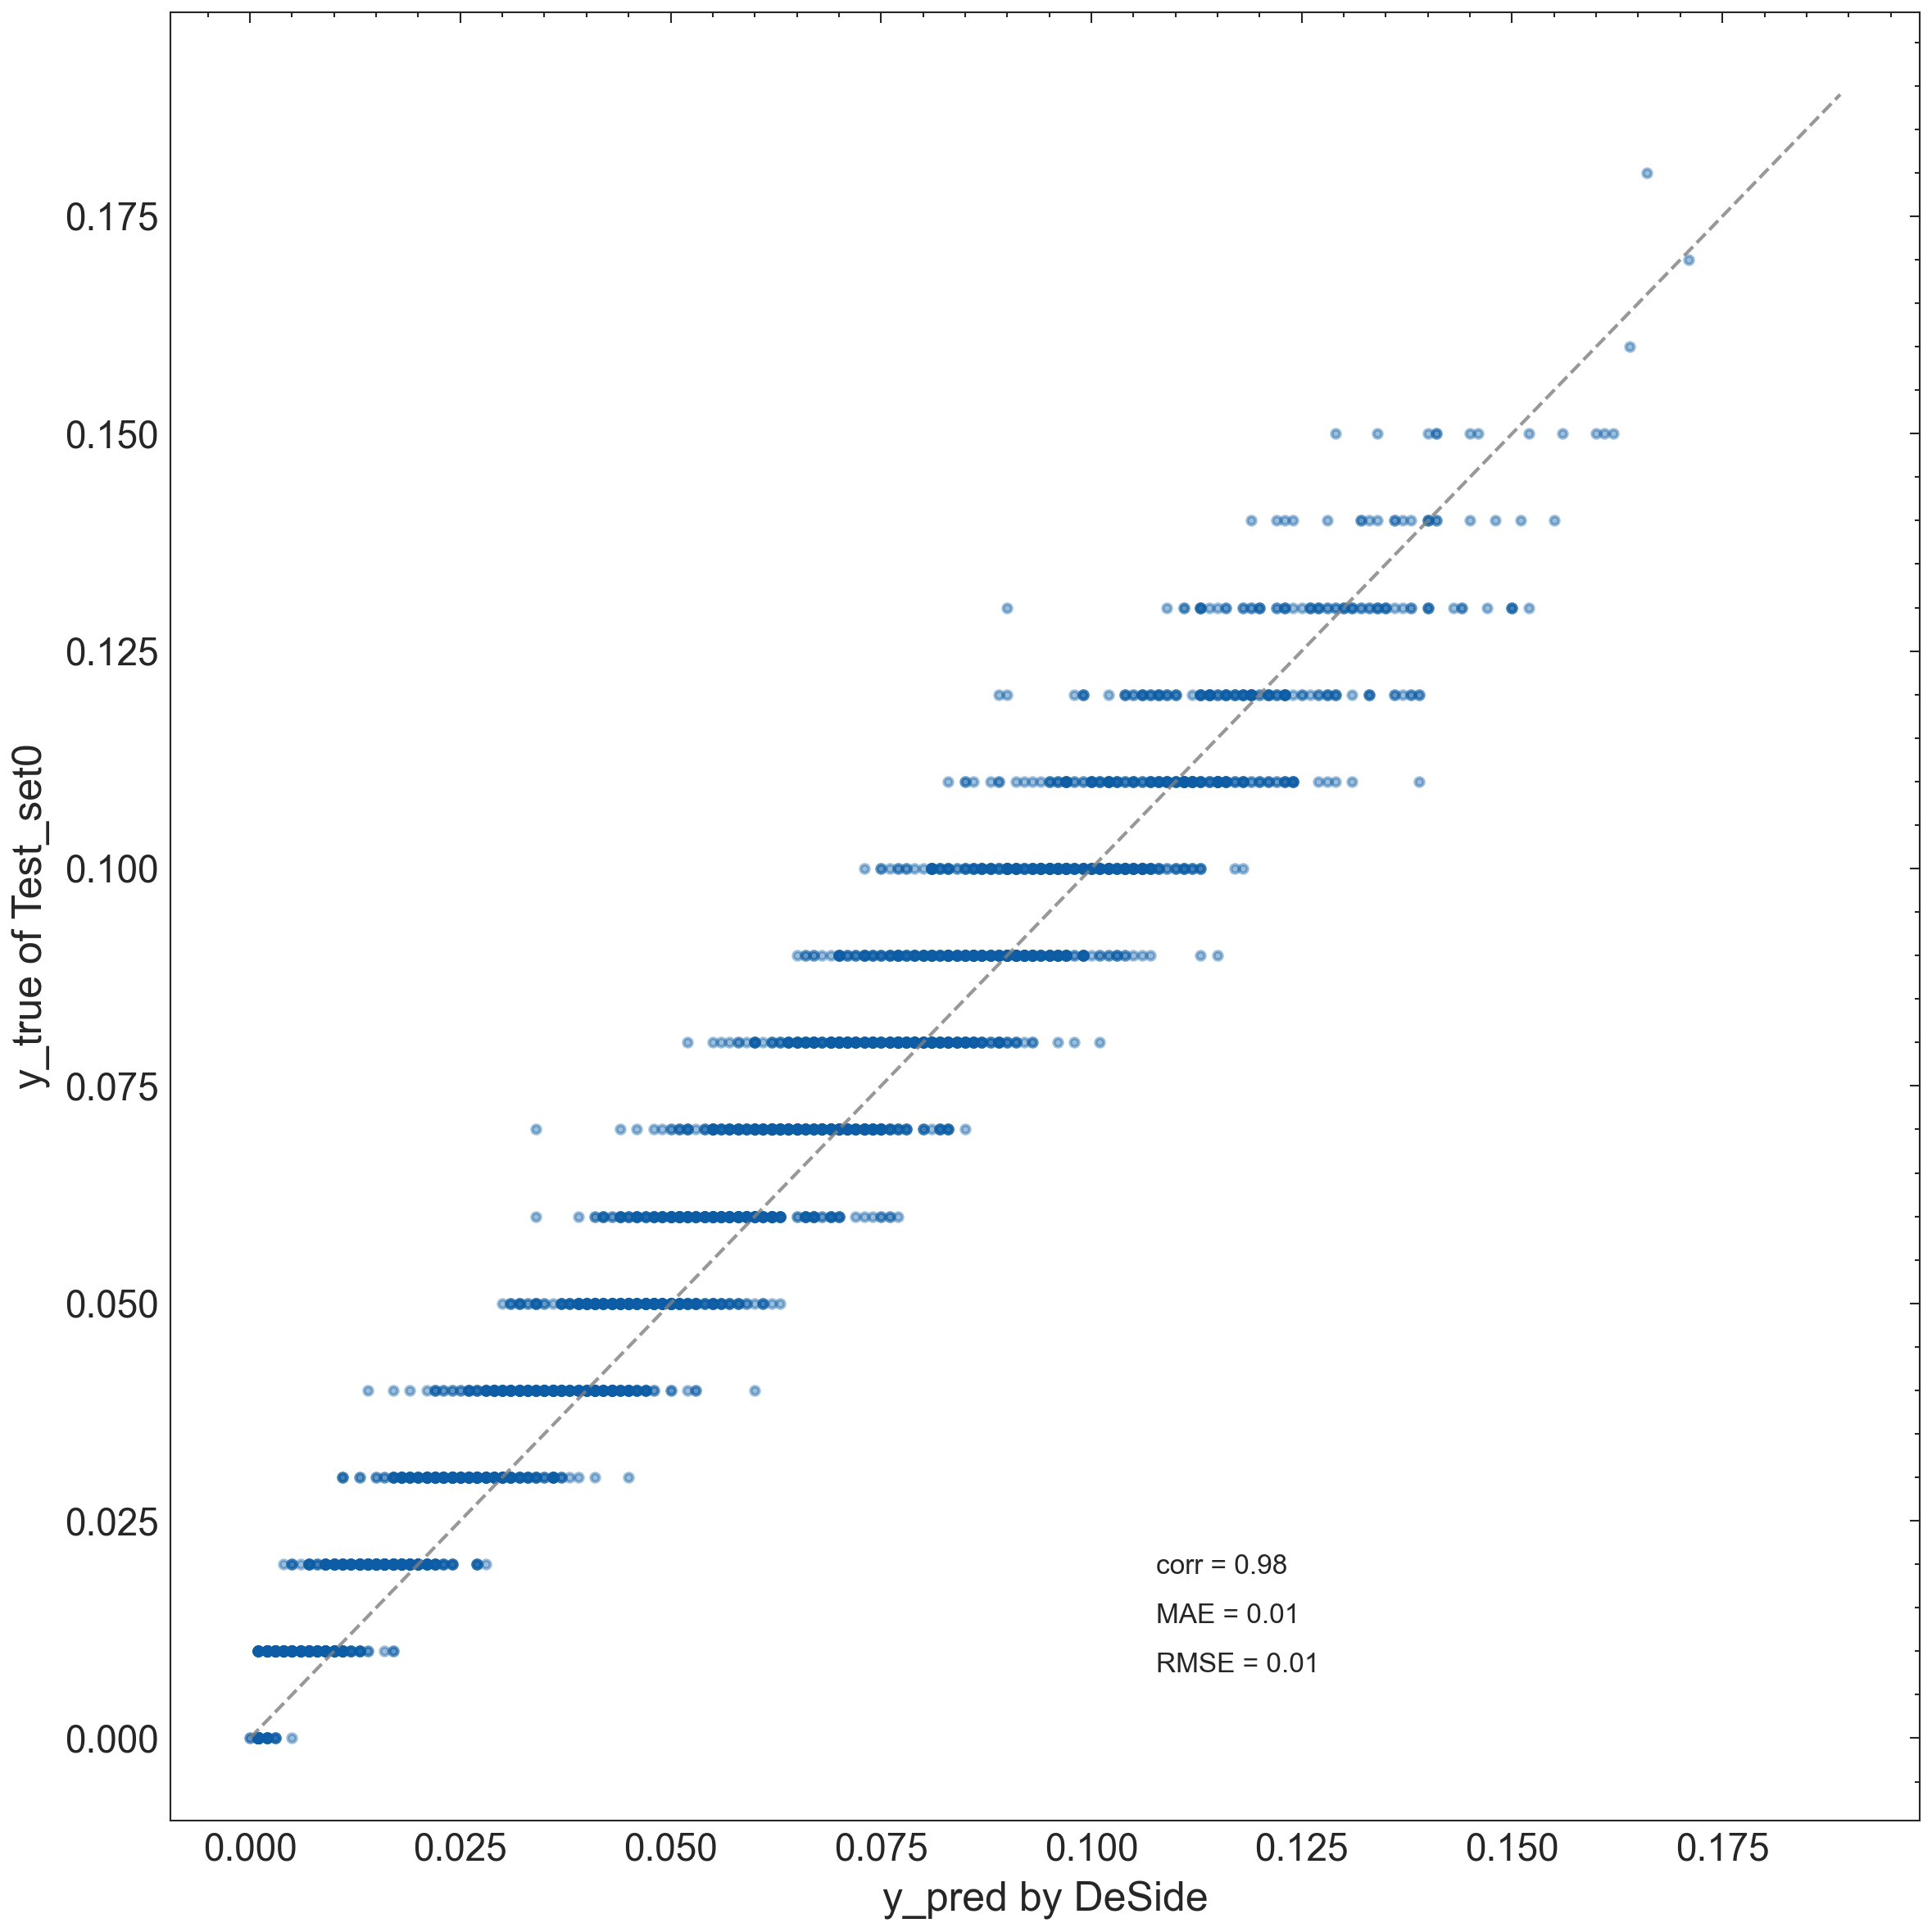 0.175
0.150
0.125
0.100
0.075
0.050
0.025
0.000
y_true of Test_set0
corr = 0.98
MAE = 0.01
RMSE = 0.01
0.000 0.025 0.050 0.075 0.100 0.125 0.150 0.175
y_pred by DeSide